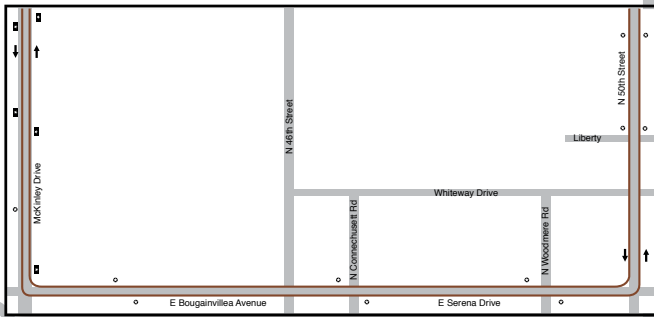 N 50th Street
N 46th Street
Liberty
McKinley Drive
Whiteway Drive
N Connechusett Rd
N Woodmere Rd
E Bougainvillea Avenue
E Serena Drive